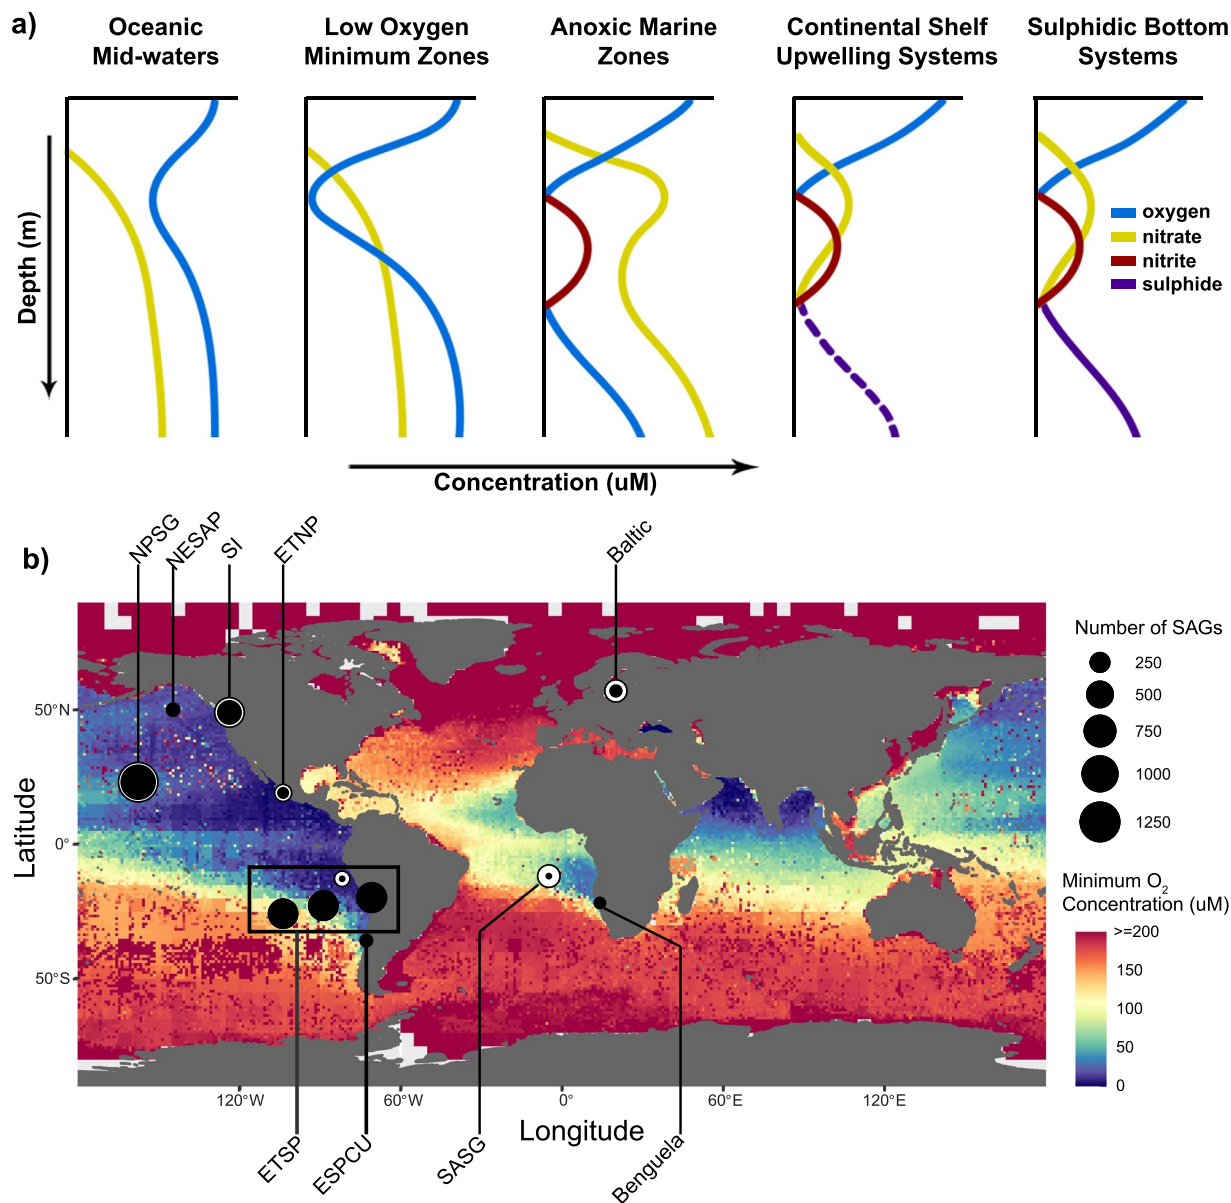 a)
Oceanic
Mid-waters
Low Oxygen
Minimum Zones
Anoxic Marine
Zones
Continental Shelf
Upwelling Systems
Sulphidic Bottom
Systems
Depth (m)
oxygen
nitrate
nitrite
sulphide
Concentration (uM)
b)
NPSG
NESAP
SI
ETNP
Baltic
Latitude
50°N
0°
50°S
120°W
60°W
0°
60°E
120°E
Longitude
ETSP
ESPCU
SASG
Benguela
Number of SAGs
250
500
750
1000
1250
Minimum O₂
Concentration (uM)
>=200
150
100
50
0